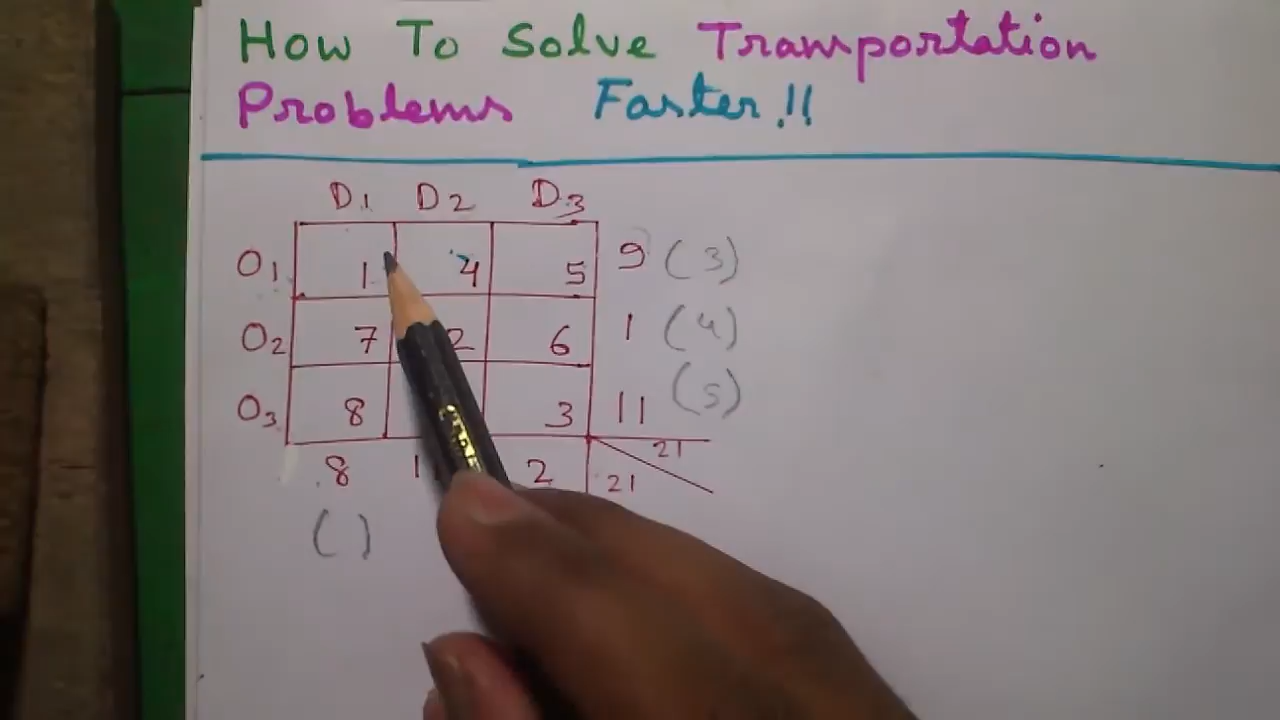 How To Solve Transportation
Problems Faster!!
D1 D2 D3
O1 1 4 5 9 (3)
O2 7 2 6 1 (4)
O3 8 3 11 (5)
8 2 21 21
( )